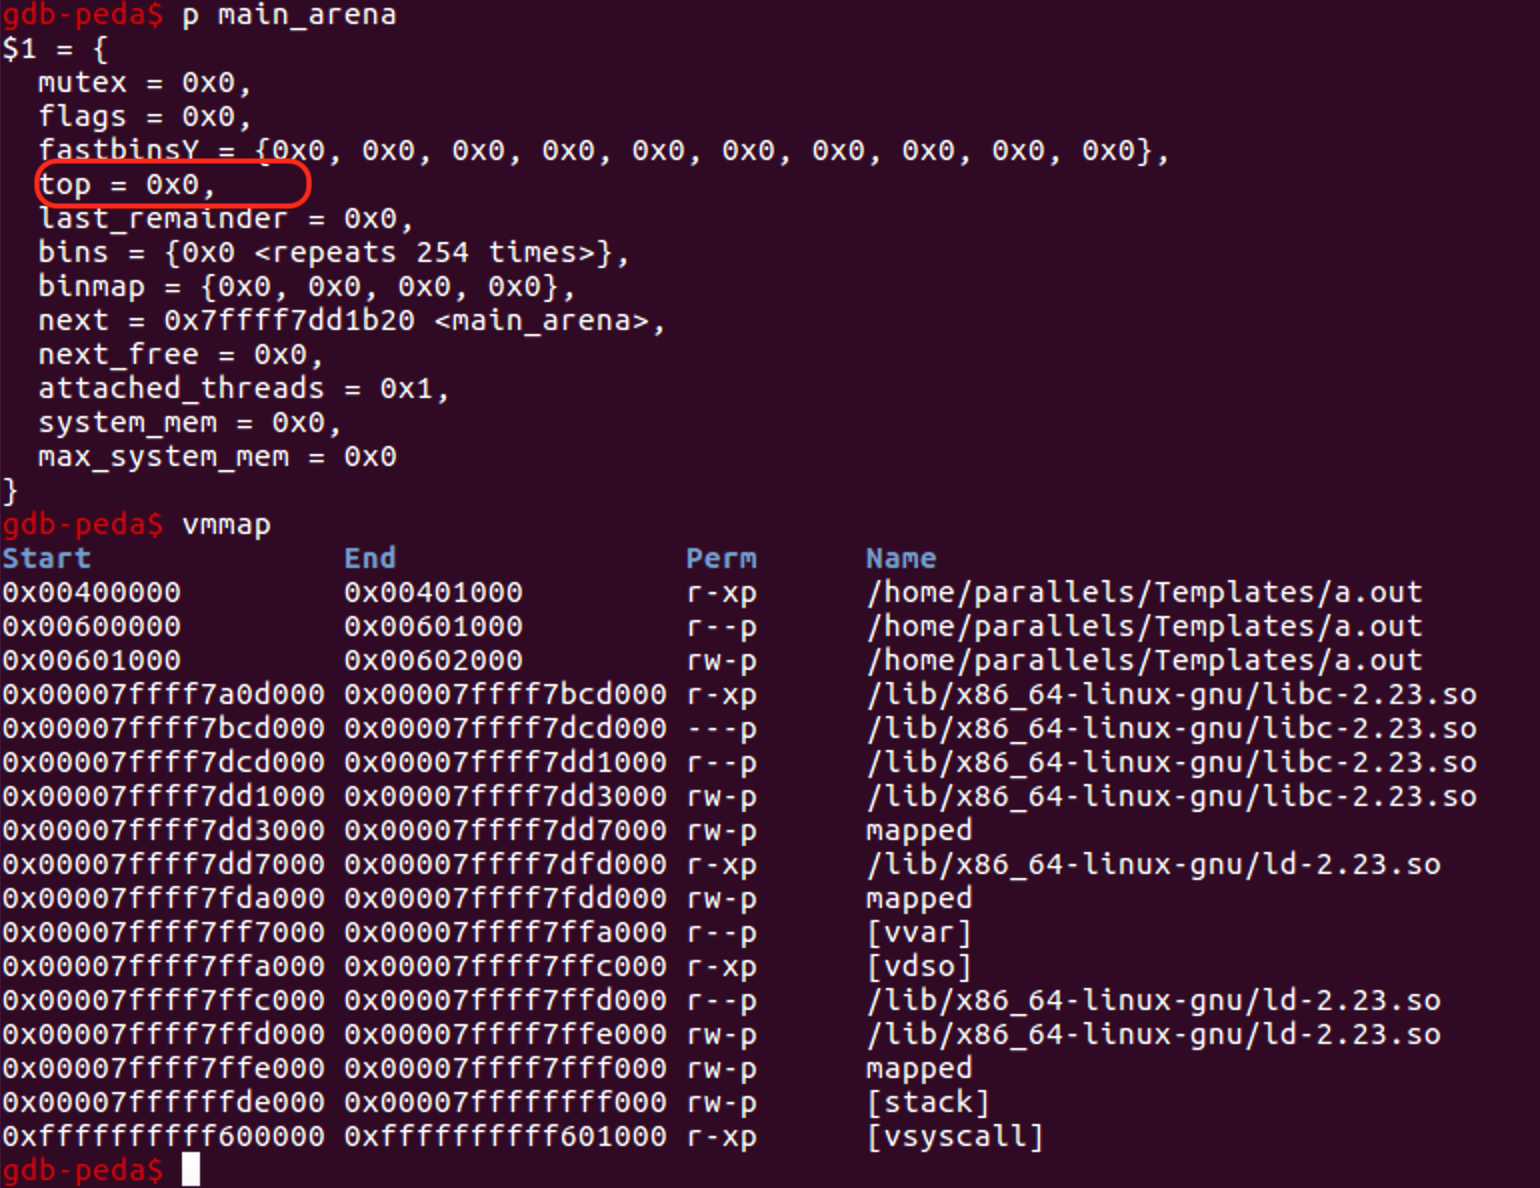 gdb-peda$ p main_arena
$1 = {
  mutex = 0x0,
  flags = 0x0,
  fastbinsY = {0x0, 0x0, 0x0, 0x0, 0x0, 0x0, 0x0, 0x0, 0x0, 0x0},
  top = 0x0,
  last_remainder = 0x0,
  bins = {0x0 <repeats 254 times>},
  binmap = {0x0, 0x0, 0x0, 0x0},
  next = 0x7ffff7dd1b20 <main_arena>,
  next_free = 0x0,
  attached_threads = 0x1,
  system_mem = 0x0,
  max_system_mem = 0x0
}
gdb-peda$ vmmap
Start              End                Perm      Name
0x00400000         0x00401000         r-xp      /home/parallels/Templates/a.out
0x00600000         0x00601000         r--p      /home/parallels/Templates/a.out
0x00601000         0x00602000         rw-p      /home/parallels/Templates/a.out
0x00007ffff7a0d000 0x00007ffff7bcd000 r-xp      /lib/x86_64-linux-gnu/libc-2.23.so
0x00007ffff7bcd000 0x00007ffff7dcd000 ---p      /lib/x86_64-linux-gnu/libc-2.23.so
0x00007ffff7dcd000 0x00007ffff7dd1000 r--p      /lib/x86_64-linux-gnu/libc-2.23.so
0x00007ffff7dd1000 0x00007ffff7dd3000 rw-p      /lib/x86_64-linux-gnu/libc-2.23.so
0x00007ffff7dd3000 0x00007ffff7dd7000 rw-p      mapped
0x00007ffff7dd7000 0x00007ffff7dfd000 r-xp      /lib/x86_64-linux-gnu/ld-2.23.so
0x00007ffff7fda000 0x00007ffff7fdd000 rw-p      mapped
0x00007ffff7ff7000 0x00007ffff7ffa000 r--p      [vvar]
0x00007ffff7ffa000 0x00007ffff7ffc000 r-xp      [vdso]
0x00007ffff7ffc000 0x00007ffff7ffd000 r--p      /lib/x86_64-linux-gnu/ld-2.23.so
0x00007ffff7ffd000 0x00007ffff7ffe000 rw-p      /lib/x86_64-linux-gnu/ld-2.23.so
0x00007ffff7ffe000 0x00007ffff7fff000 rw-p      mapped
0x00007ffffffde000 0x00007ffffffff000 rw-p      [stack]
0xffffffffff600000 0xffffffffff601000 r-xp      [vsyscall]
gdb-peda$